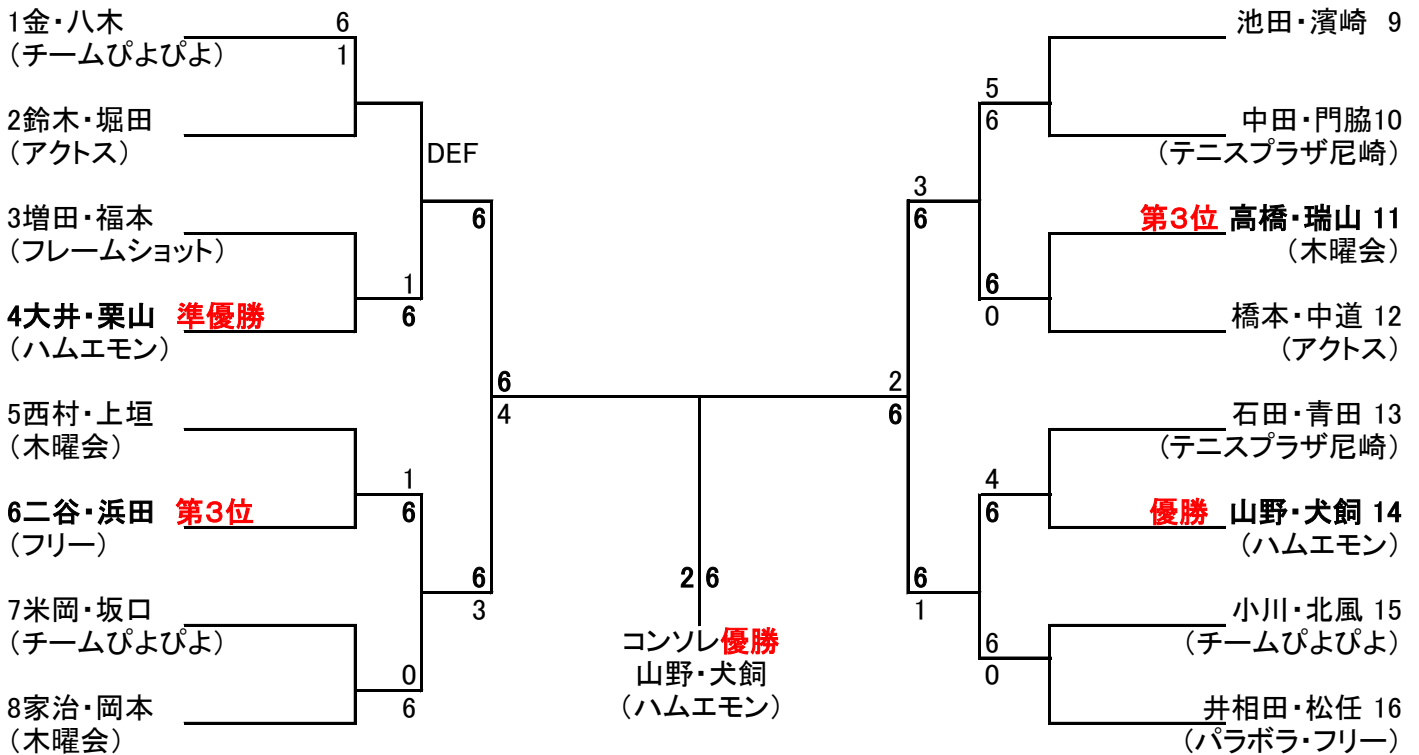 1金・八木
(チームぴよぴよ)
6
1
2鈴木・堀田
(アクトス)
DEF
6
3増田・福本
(フレームショット)
1
6
4大井・栗山 準優勝
(ハムエモン)
6
4
5西村・上垣
(木曜会)
1
6
6二谷・浜田 第3位
(フリー)
6
3
7米岡・坂口
(チームぴよぴよ)
0
6
8家治・岡本
(木曜会)
2 6
コンソレ優勝
山野・犬飼
(ハムエモン)
池田・濱崎 9
5
6
中田・門脇10
(テニスプラザ尼崎)
3
6
第3位 高橋・瑞山 11
(木曜会)
6
0
橋本・中道 12
(アクトス)
2
6
石田・青田 13
(テニスプラザ尼崎)
4
6
優勝 山野・犬飼 14
(ハムエモン)
6
1
小川・北風 15
(チームぴよぴよ)
6
0
井相田・松任 16
(パラボラ・フリー)